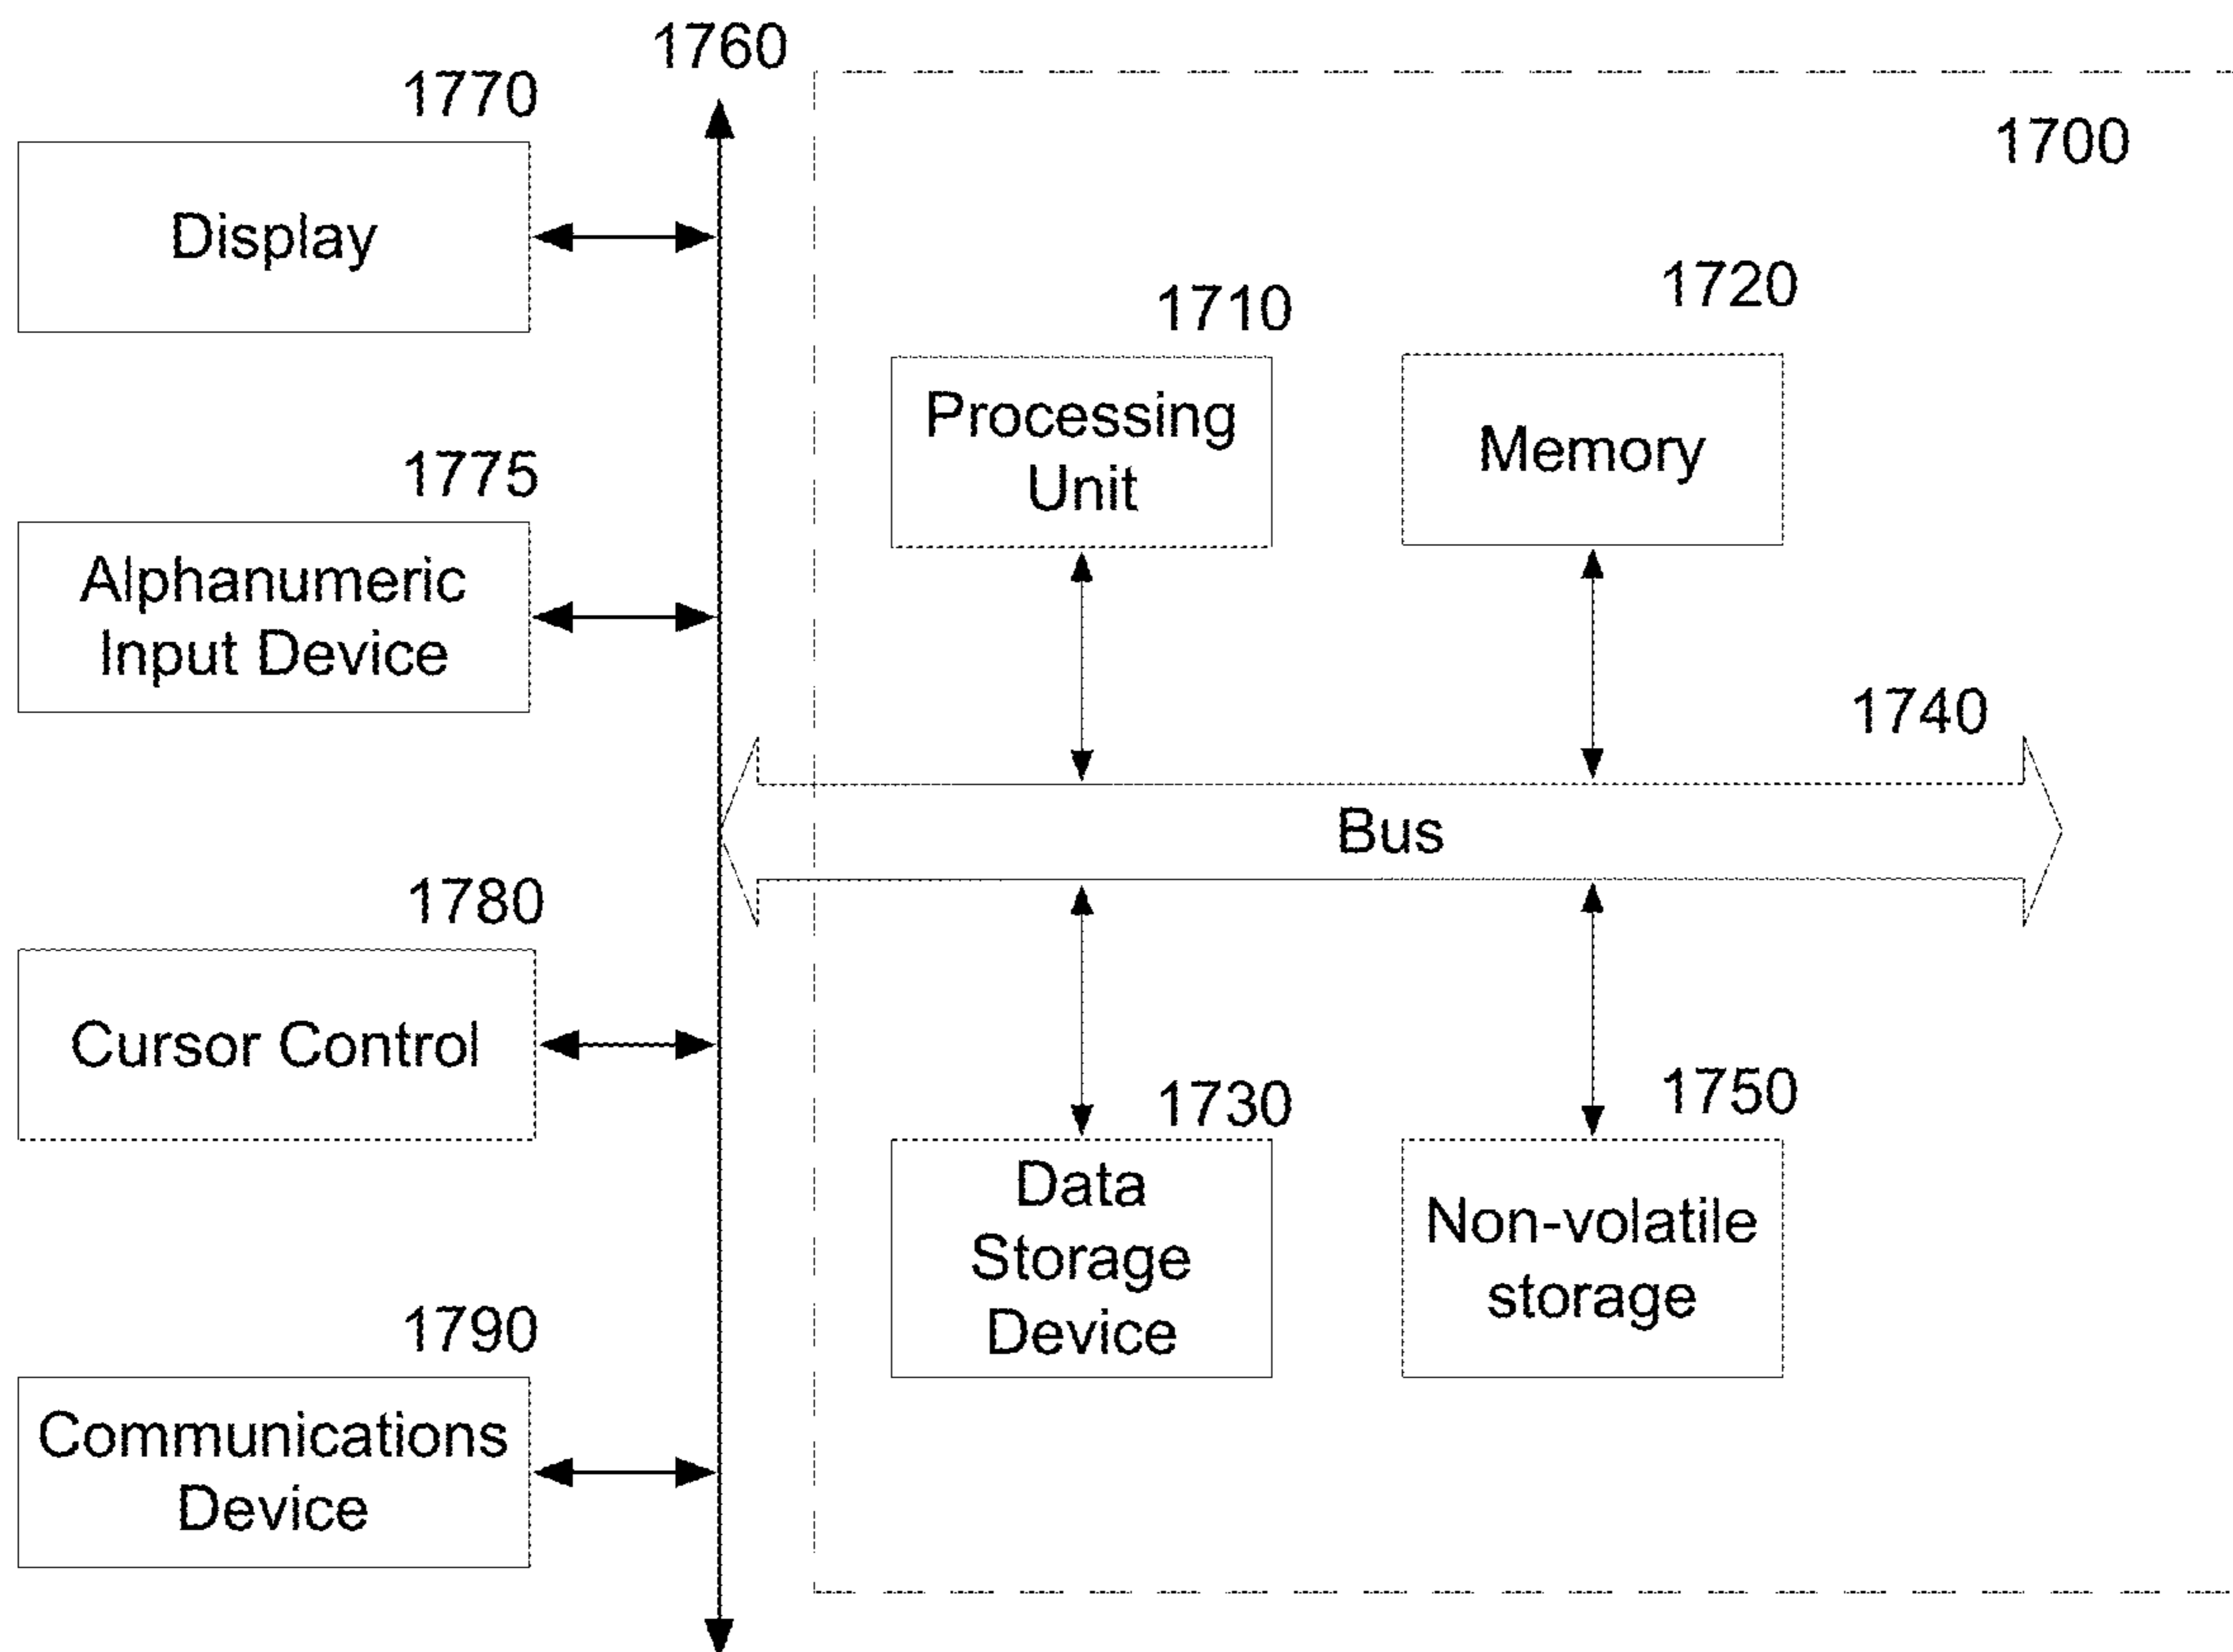 1760
1770
Display
1700
1710
Processing
Unit
1720
Memory
1775
Alphanumeric
Input Device
1740
Bus
1780
Cursor Control
1730
Data
Storage
Device
1750
Non-volatile
storage
1790
Communications
Device